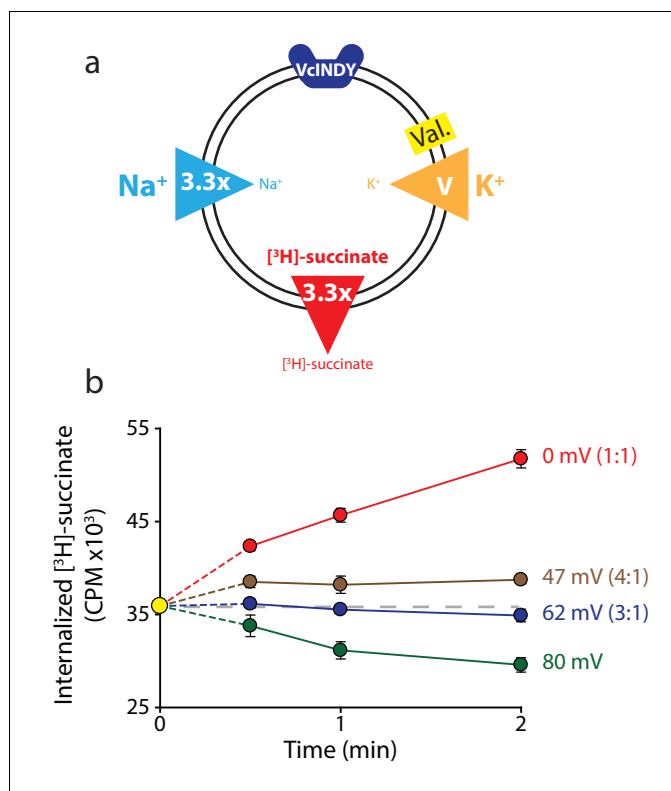 a
VcINDY
Val.
Na⁺ 3.3x Na⁺ K⁺ V K⁺
[³H]-succinate
3.3x
[³H]-succinate
b
Internalized [³H]-succinate
(CPM x10³)
55
45
35
25
0 1 2
Time (min)
0 mV (1:1)
47 mV (4:1)
62 mV (3:1)
80 mV